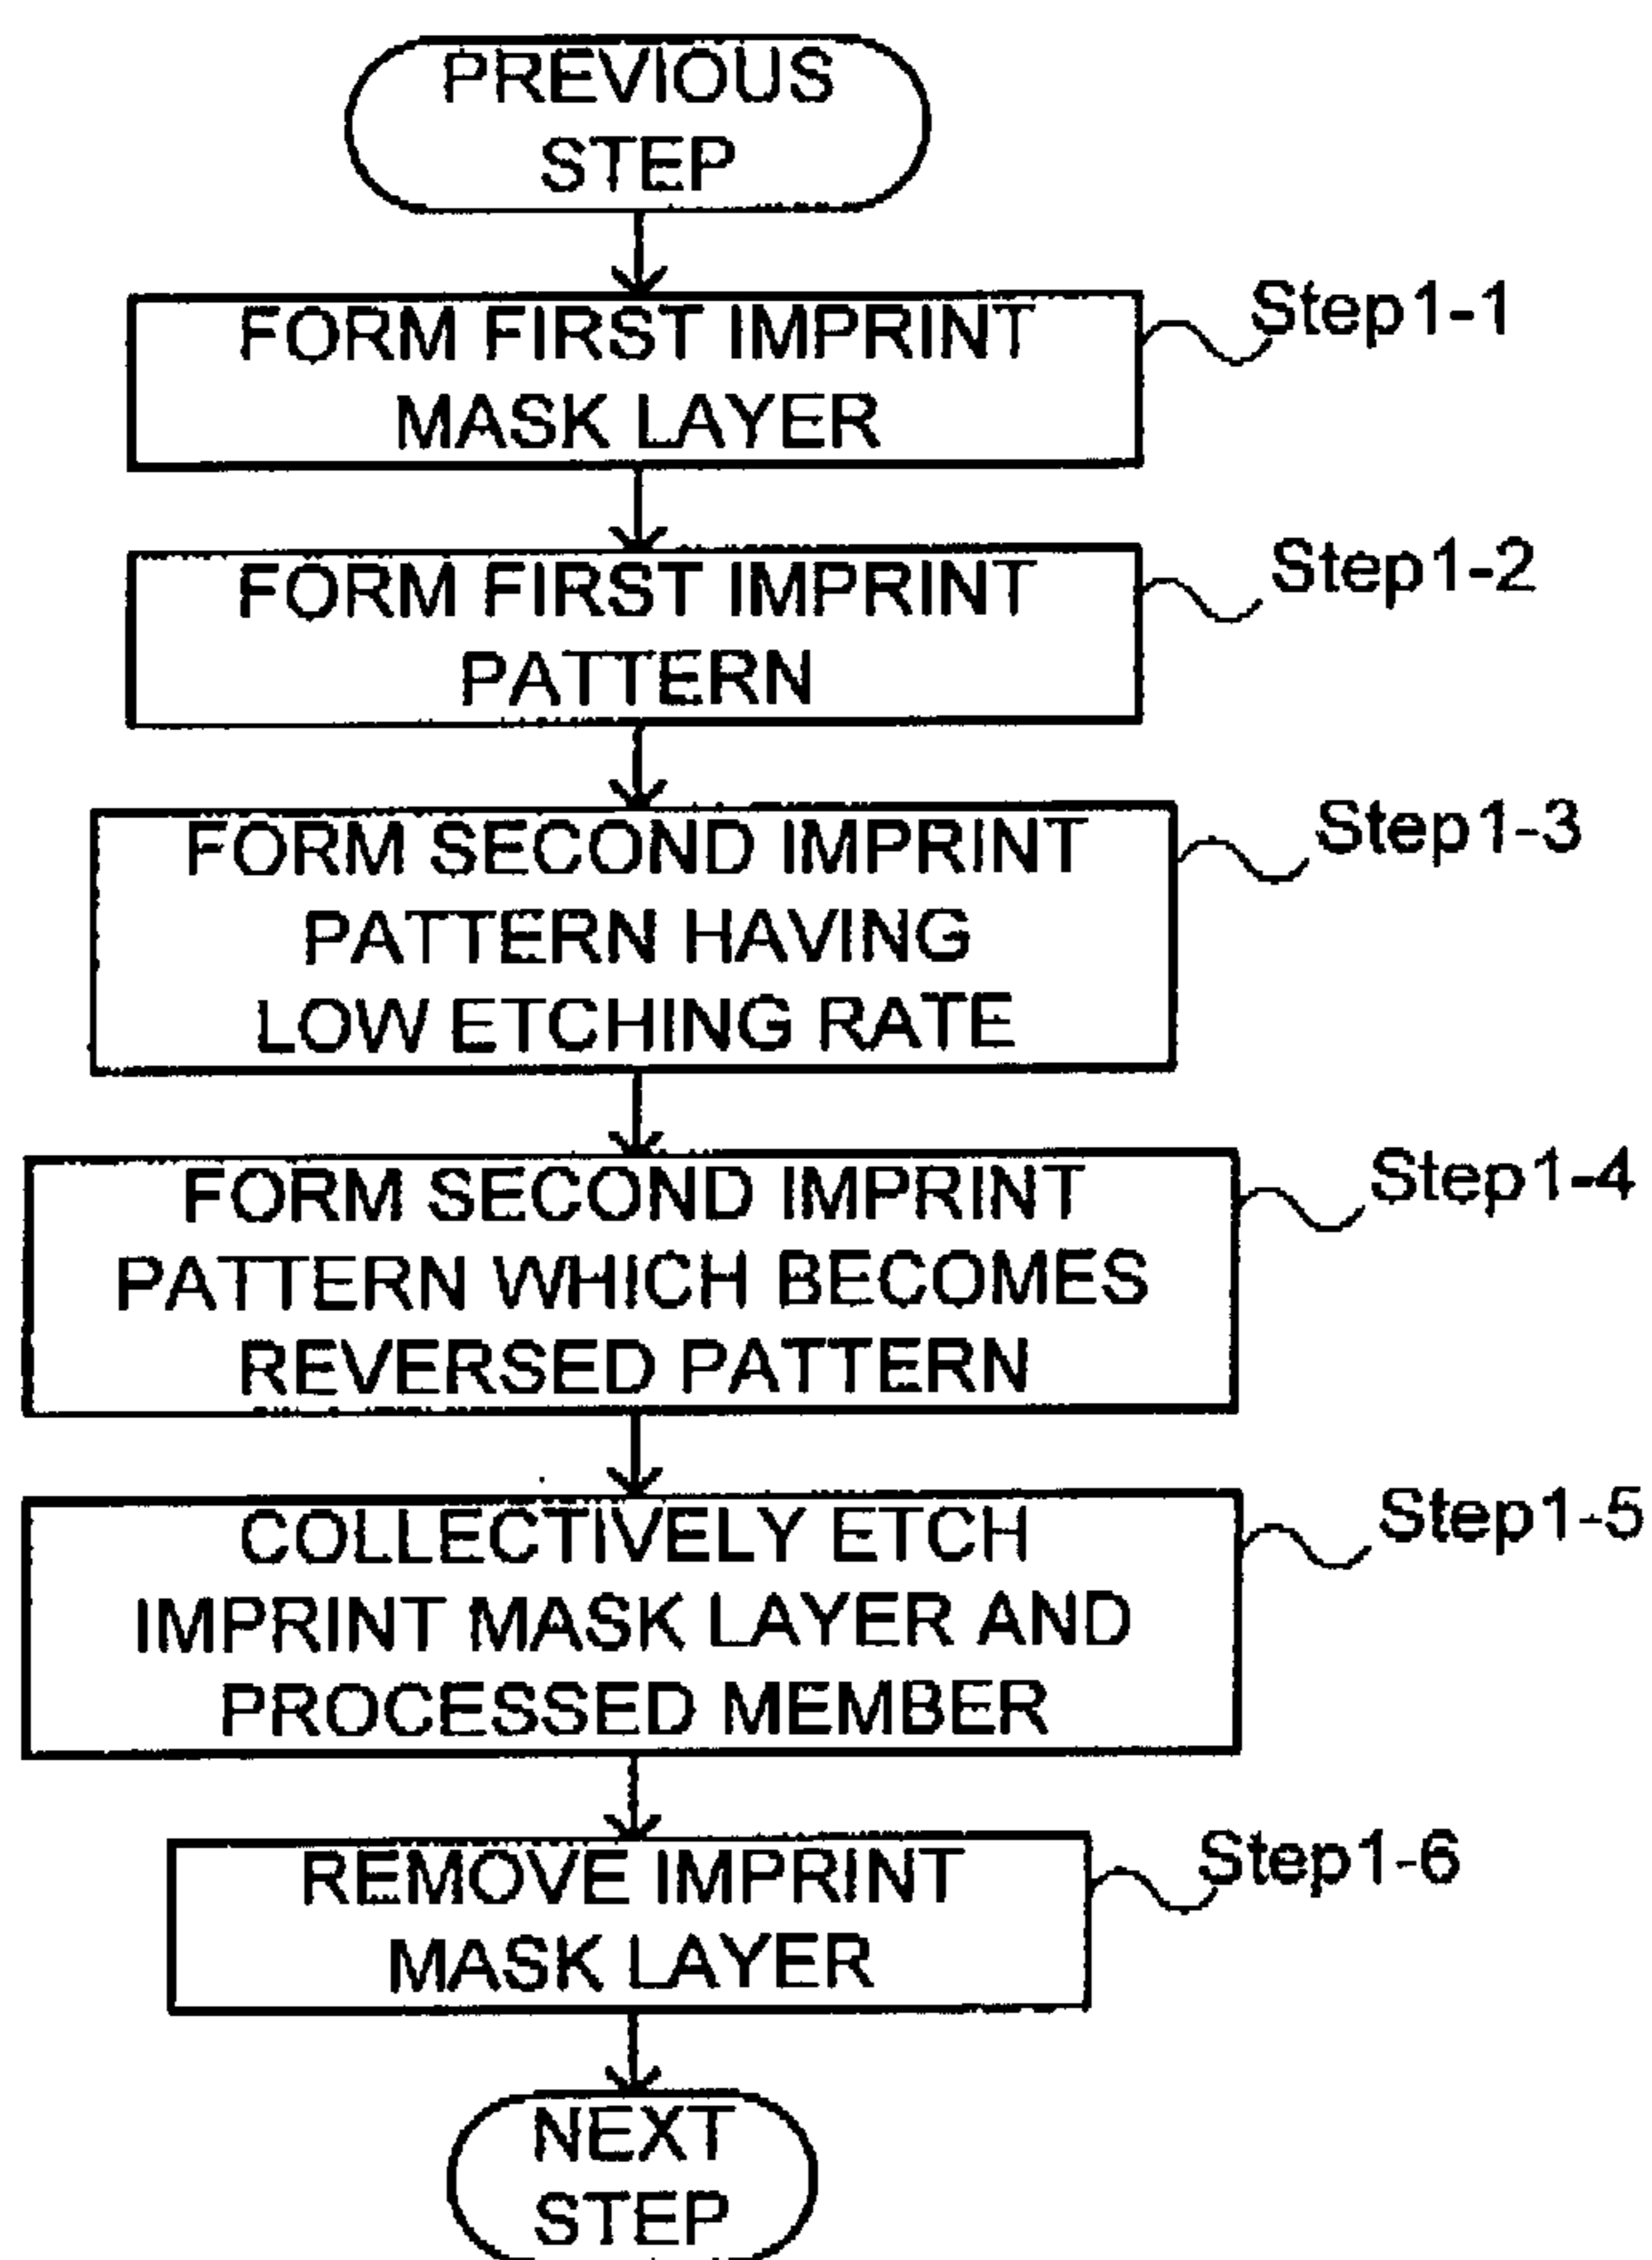 PREVIOUS
STEP
FORM FIRST IMPRINT
MASK LAYER
Step1-1
FORM FIRST IMPRINT
PATTERN
Step1-2
FORM SECOND IMPRINT
PATTERN HAVING
LOW ETCHING RATE
Step1-3
FORM SECOND IMPRINT
PATTERN WHICH BECOMES
REVERSED PATTERN
Step1-4
COLLECTIVELY ETCH
IMPRINT MASK LAYER AND
PROCESSED MEMBER
Step1-5
REMOVE IMPRINT
MASK LAYER
Step1-6
NEXT
STEP